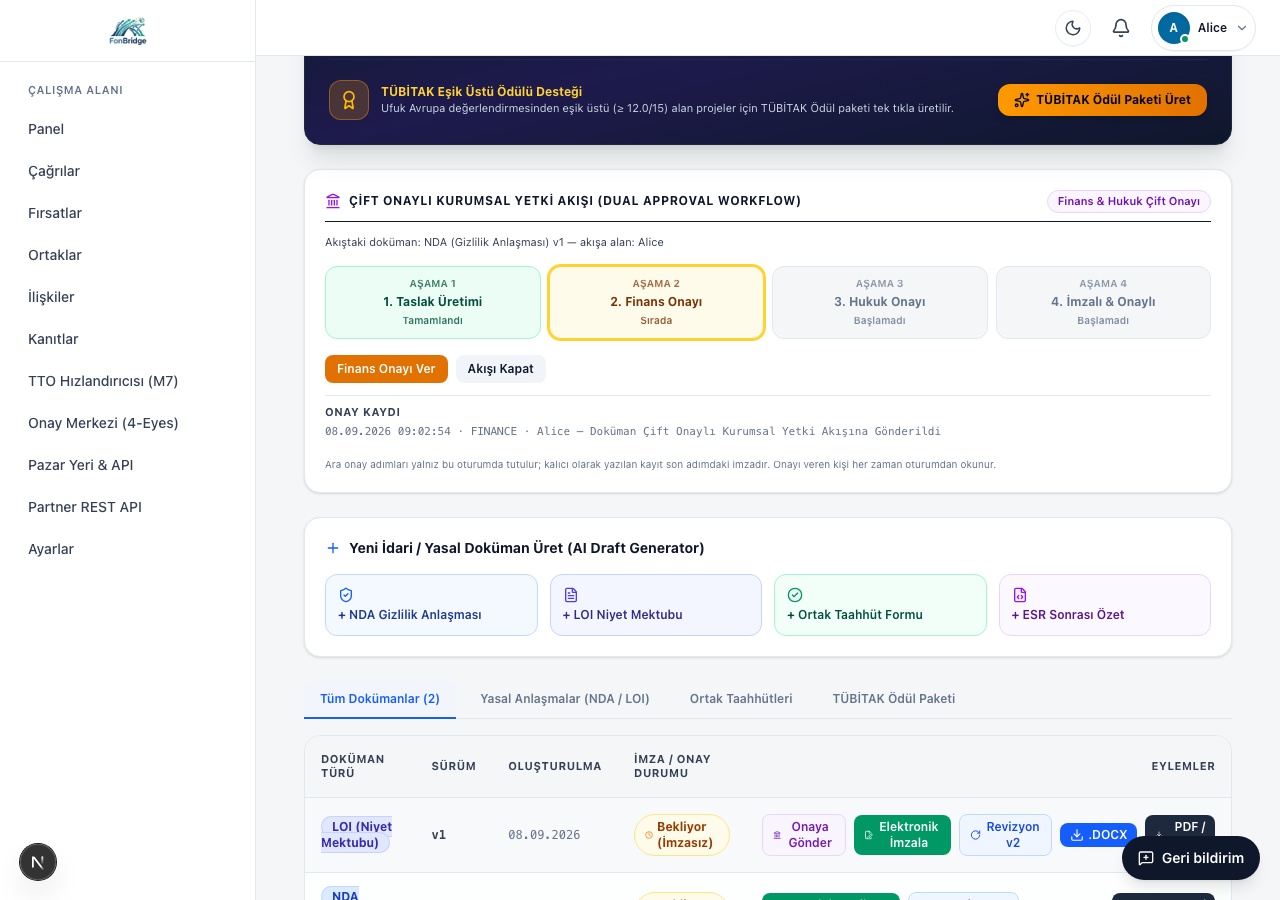 FonBridge
Alice
A
ÇALIŞMA ALANI
Panel
Çağrılar
Fırsatlar
Ortaklar
İlişkiler
Kanıtlar
TTO Hızlandırıcısı (M7)
Onay Merkezi (4-Eyes)
Pazar Yeri & API
Partner REST API
Ayarlar
N
TÜBİTAK Eşik Üstü Ödülü Desteği
Ufuk Avrupa değerlendirmesinden eşik üstü (≥ 12.0/15) alan projeler için TÜBİTAK Ödül paketi tek tıkla üretilir.
TÜBİTAK Ödül Paketi Üret
ÇİFT ONAYLI KURUMSAL YETKİ AKIŞI (DUAL APPROVAL WORKFLOW)
Finans & Hukuk Çift Onayı
Akıştaki doküman: NDA (Gizlilik Anlaşması) v1 — akışa alan: Alice
AŞAMA 1
1. Taslak Üretimi
Tamamlandı
AŞAMA 2
2. Finans Onayı
Sırada
AŞAMA 3
3. Hukuk Onayı
Başlamadı
AŞAMA 4
4. İmzalı & Onaylı
Başlamadı
Finans Onayı Ver
Akışı Kapat
ONAY KAYDI
08.09.2026 09:02:54 · FINANCE · Alice — Doküman Çift Onaylı Kurumsal Yetki Akışına Gönderildi
Ara onay adımları yalnız bu oturumda tutulur; kalıcı olarak yazılan kayıt son adımdaki imzadır. Onayı veren kişi her zaman oturumdan okunur.
Yeni İdari / Yasal Doküman Üret (AI Draft Generator)
+ NDA Gizlilik Anlaşması
+ LOI Niyet Mektubu
+ Ortak Taahhüt Formu
+ ESR Sonrası Özet
Tüm Dokümanlar (2)
Yasal Anlaşmalar (NDA / LOI)
Ortak Taahhütleri
TÜBİTAK Ödül Paketi
DOKÜMAN
TÜRÜ
SÜRÜM
OLUŞTURULMA
İMZA / ONAY
DURUMU
EYLEMLER
LOI (Niyet
Mektubu)
v1
08.09.2026
Bekliyor
(İmzasız)
Onaya
Gönder
Elektronik
İmzala
Revizyon
v2
.DOCX
PDF /
Geri bildirim
NDA